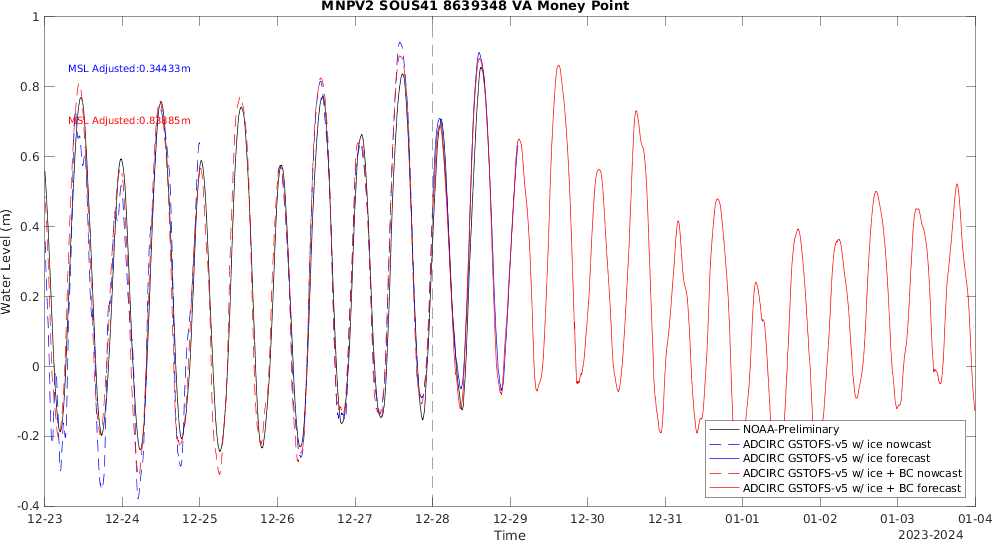 MNPV2 SOUS41 8639348 VA Money Point
1
0.8
0.6
0.4
0.2
0
-0.2
-0.4
Water Level (m)
MSL Adjusted:0.34433m
MSL Adjusted:0.83885m
NOAA-Preliminary
ADCIRC GSTOFS-v5 w/ ice nowcast
ADCIRC GSTOFS-v5 w/ ice forecast
ADCIRC GSTOFS-v5 w/ ice + BC nowcast
ADCIRC GSTOFS-v5 w/ ice + BC forecast
12-23 12-24 12-25 12-26 12-27 12-28 12-29 12-30 12-31 01-01 01-02 01-03 01-04
Time
2023-2024